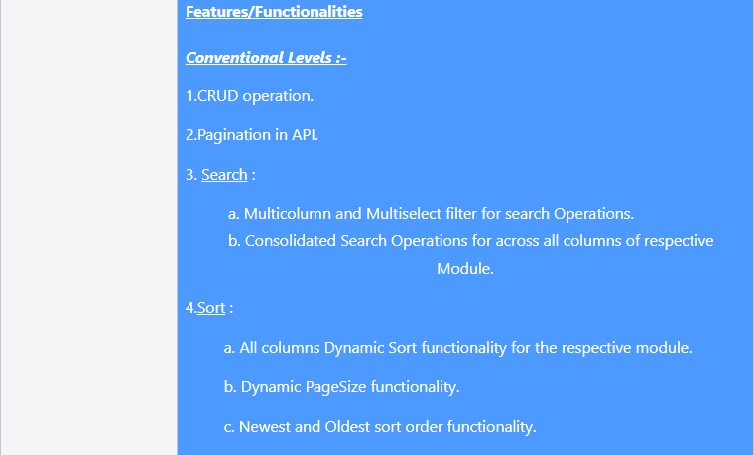 Features/Functionalities
Conventional Levels :-
1.CRUD operation.
2.Pagination in API.
3. Search :
a. Multicolumn and Multiselect filter for search Operations.
b. Consolidated Search Operations for across all columns of respective
Module.
4.Sort :
a. All columns Dynamic Sort functionality for the respective module.
b. Dynamic PageSize functionality.
c. Newest and Oldest sort order functionality.